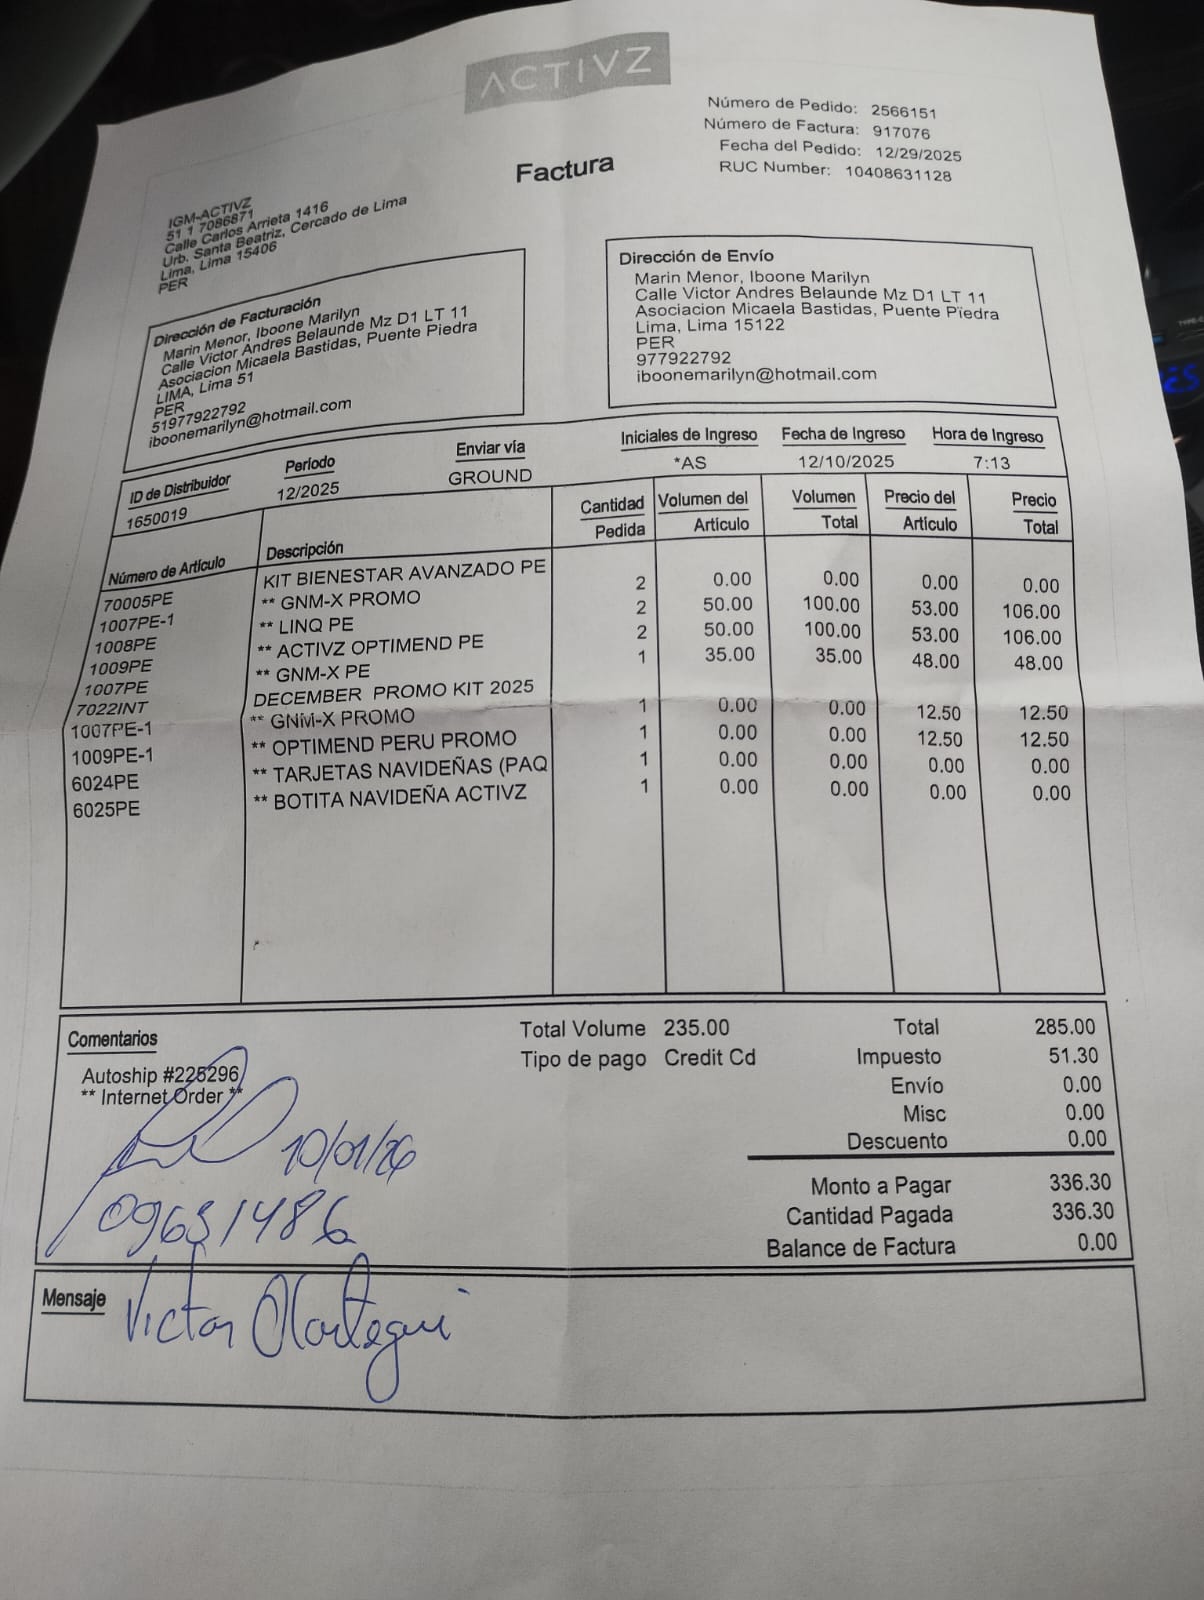 ACTIVZ
Número de Pedido: 2566151
Número de Factura: 917076
Fecha del Pedido: 12/29/2025
RUC Number: 10408631128
Factura
IGM-ACTIVZ
51 1 7086871
Calle Carlos Arrieta 1416
Urb. Santa Beatriz, Cercado de Lima
Lima, Lima 15406
PER
Dirección de Facturación
Marin Menor, Iboone Marilyn
Calle Victor Andres Belaunde Mz D1 LT 11
Asociacion Micaela Bastidas, Puente Piedra
LIMA, Lima 51
PER
51977922792
iboonemarilyn@hotmail.com
Dirección de Envío
Marin Menor, Iboone Marilyn
Calle Victor Andres Belaunde Mz D1 LT 11
Asociacion Micaela Bastidas, Puente Piedra
Lima, Lima 15122
PER
977922792
iboonemarilyn@hotmail.com
ID de Distribuidor Período Enviar vía Iniciales de Ingreso Fecha de Ingreso Hora de Ingreso
1650019 12/2025 GROUND *AS 12/10/2025 7:13
Número de Artículo Descripción Cantidad Pedida Volumen del Artículo Volumen Total Precio del Artículo Precio Total
70005PE KIT BIENESTAR AVANZADO PE 2 0.00 0.00 0.00 0.00
1007PE-1 ** GNM-X PROMO 2 50.00 100.00 53.00 106.00
1008PE ** LINQ PE 2 50.00 100.00 53.00 106.00
1009PE ** ACTIVZ OPTIMEND PE 1 35.00 35.00 48.00 48.00
1007PE ** GNM-X PE
7022INT DECEMBER PROMO KIT 2025 1 0.00 0.00 12.50 12.50
1007PE-1 ** GNM-X PROMO 1 0.00 0.00 12.50 12.50
1009PE-1 ** OPTIMEND PERU PROMO 1 0.00 0.00 0.00 0.00
6024PE ** TARJETAS NAVIDEÑAS (PAQ 1 0.00 0.00 0.00 0.00
6025PE ** BOTITA NAVIDEÑA ACTIVZ
Comentarios
Autoship #225296
** Internet Order **
10/01/26
09631486
Total Volume 235.00
Tipo de pago Credit Cd
Total 285.00
Impuesto 51.30
Envío 0.00
Misc 0.00
Descuento 0.00
Monto a Pagar 336.30
Cantidad Pagada 336.30
Balance de Factura 0.00
Mensaje
Victor